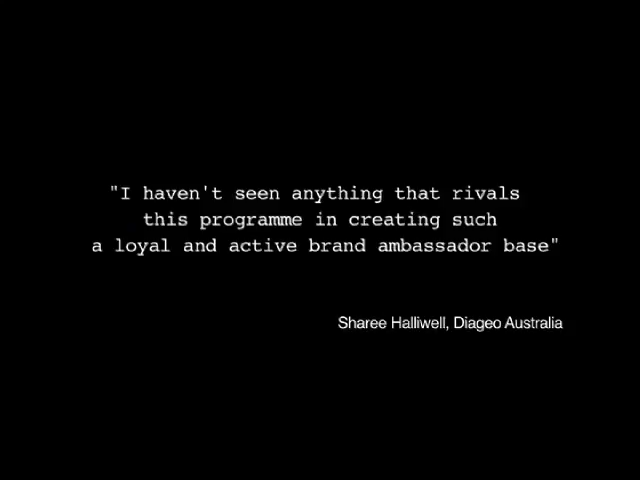 "I haven't seen anything that rivals
this programme in creating such
a loyal and active brand ambassador base"
Sharee Halliwell, Diageo Australia